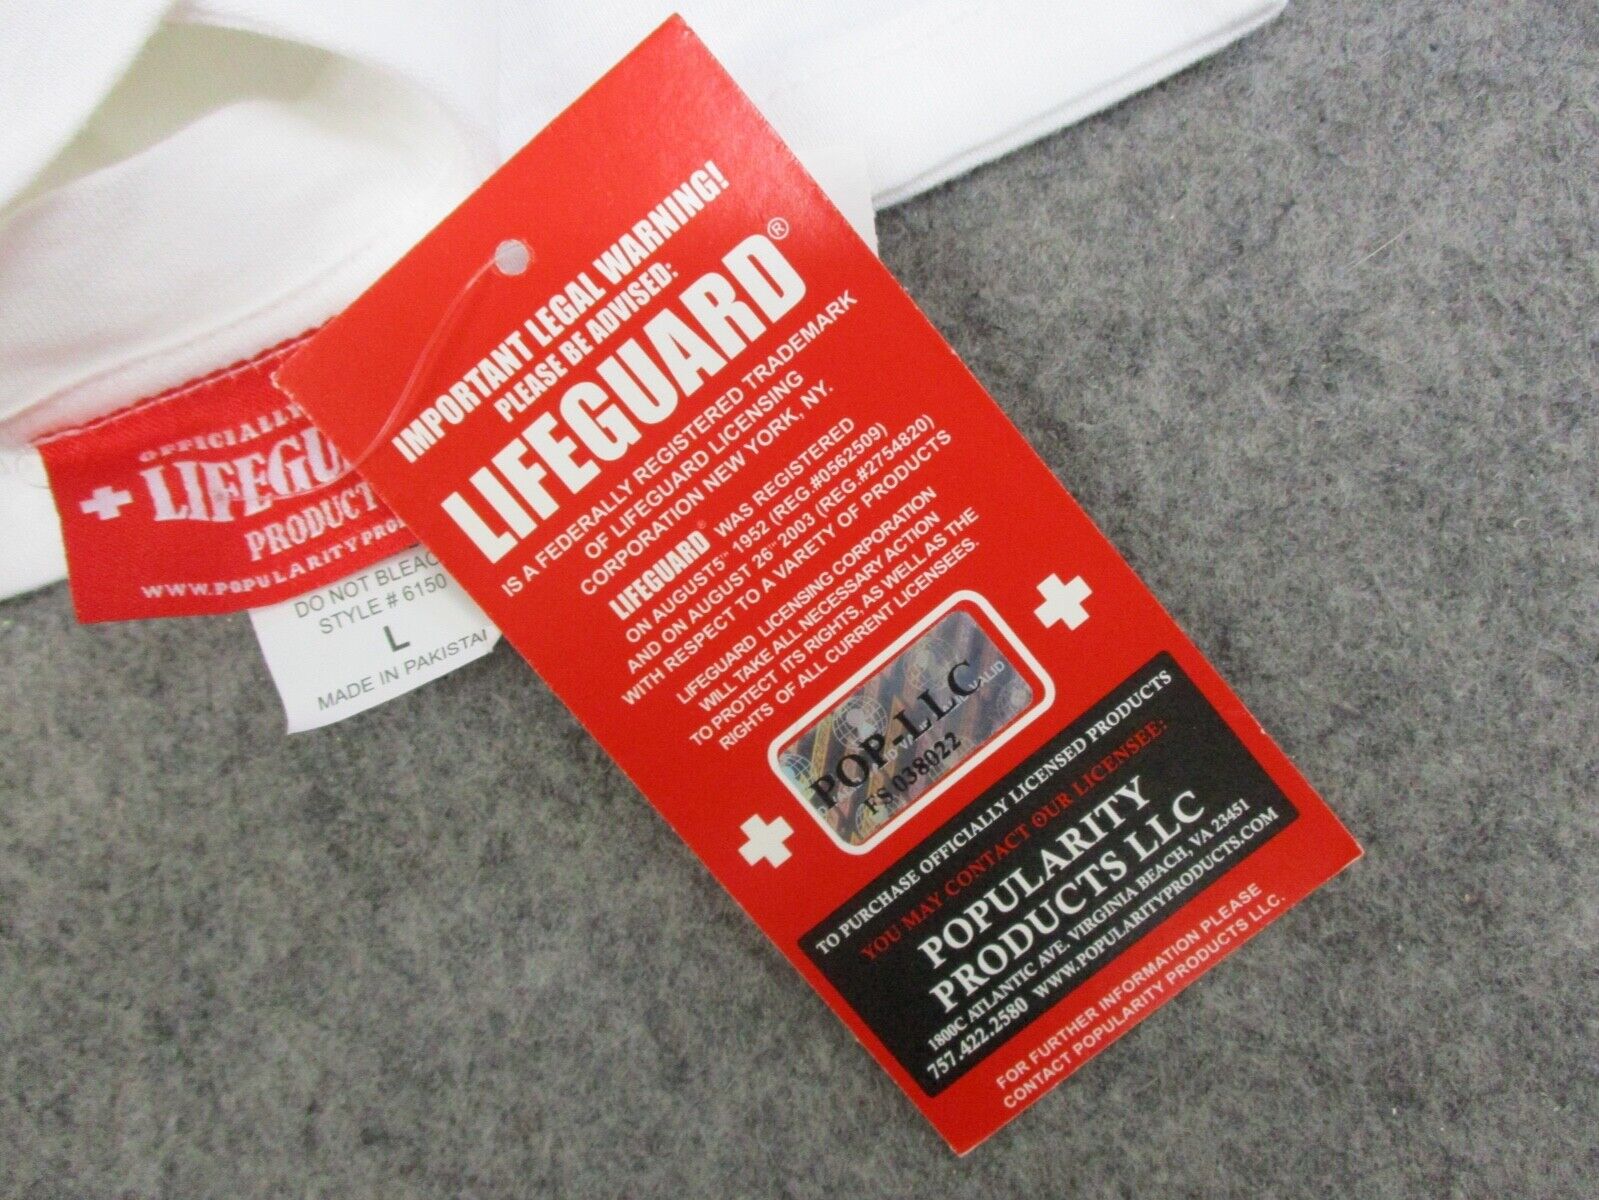 IMPORTANT LEGAL WARNING!
PLEASE BE ADVISED:
LIFEGUARD®
IS A FEDERALLY REGISTERED TRADEMARK
OF LIFEGUARD LICENSING
CORPORATION NEW YORK, NY.
LIFEGUARD® WAS REGISTERED
ON AUGUST5™ 1952 (REG.#0562509)
AND ON AUGUST 26™ 2003 (REG.#2754820)
WITH RESPECT TO A VARETY OF PRODUCTS
LIFEGUARD LICENSING CORPORATION
WILL TAKE ALL NECESSARY ACTION
TO PROTECT ITS RIGHTS, AS WELL AS THE
RIGHTS OF ALL CURRENT LICENSEES.
POP-LLC
FS 038022
TO PURCHASE OFFICIALLY LICENSED PRODUCTS
YOU MAY CONTACT OUR LICENSEE:
POPULARITY
PRODUCTS LLC
1800C ATLANTIC AVE. VIRGINIA BEACH, VA 23451
757.422.2580 WWW.POPULARITYPRODUCTS.COM
FOR FURTHER INFORMATION PLEASE
CONTACT POPULARITY PRODUCTS LLC.
OFFICIALLY
LIFEGU
PRODUCT
WWW.POPULARITYPRO
DO NOT BLEAC
STYLE # 6150
L
MADE IN PAKISTAN